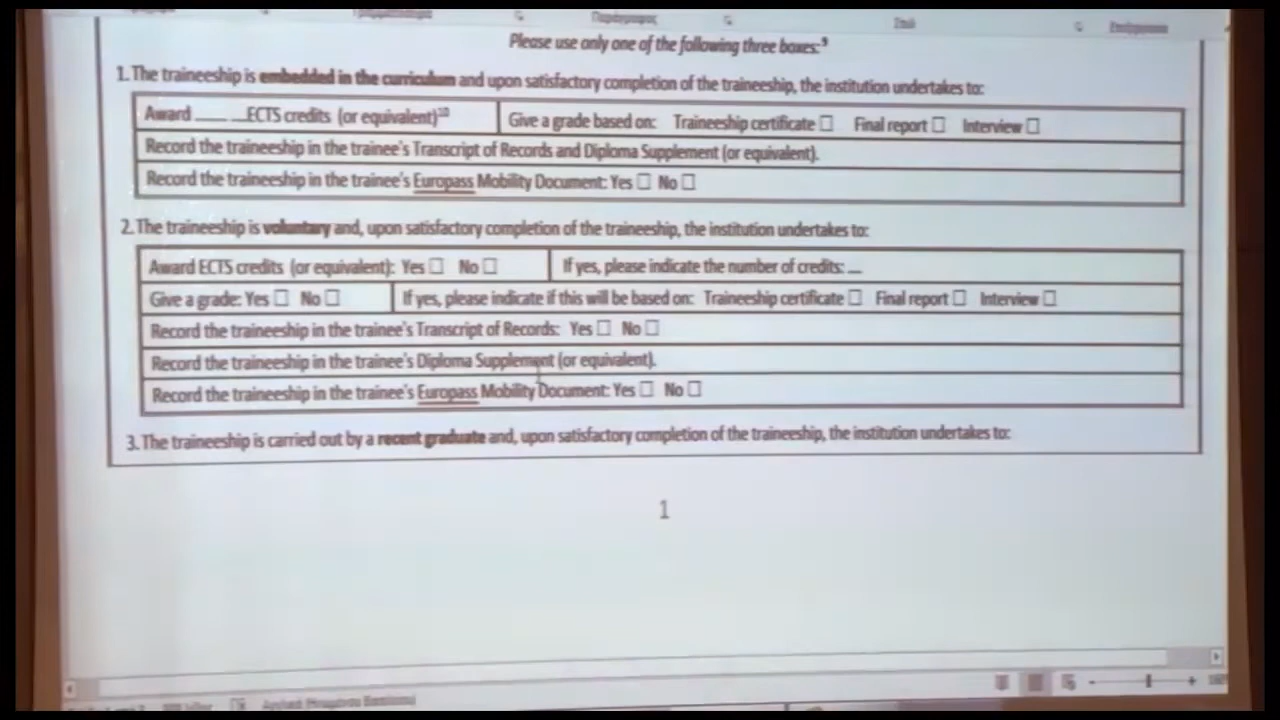 Παράγραφος
Στυλ
Please use only one of the following three boxes:⁹
1. The traineeship is embedded in the curriculum and upon satisfactory completion of the traineeship, the institution undertakes to:
Award ____ __ECTS credits (or equivalent)¹⁰ Give a grade based on: Traineeship certificate ☐ Final report ☐ Interview ☐
Record the traineeship in the trainee's Transcript of Records and Diploma Supplement (or equivalent).
Record the traineeship in the trainee's Europass Mobility Document: Yes ☐ No ☐
2. The traineeship is voluntary and, upon satisfactory completion of the traineeship, the institution undertakes to:
Award ECTS credits (or equivalent): Yes ☐ No ☐ If yes, please indicate the number of credits: __
Give a grade: Yes ☐ No ☐ If yes, please indicate if this will be based on: Traineeship certificate ☐ Final report ☐ Interview ☐
Record the traineeship in the trainee's Transcript of Records: Yes ☐ No ☐
Record the traineeship in the trainee's Diploma Supplement (or equivalent).
Record the traineeship in the trainee's Europass Mobility Document: Yes ☐ No ☐
3. The traineeship is carried out by a recent graduate and, upon satisfactory completion of the traineeship, the institution undertakes to:
1